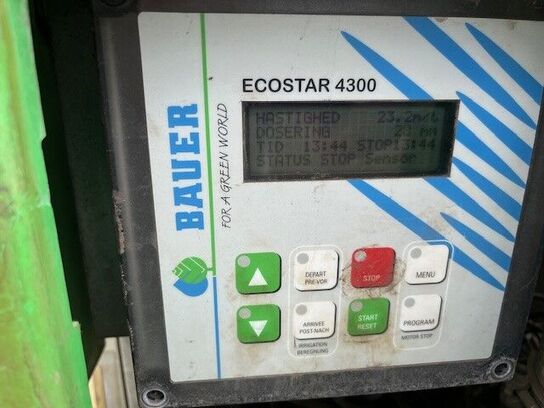 BAUER
FOR A GREEN WORLD
ECOSTAR 4300
HASTIGHED 23.2m/t
DOSERING 20 mm
TID 13:44 STOP13:44
STATUS STOP Sensor
DEPART
PRE-VOR
STOP
MENU
ARRIVEE
POST-NACH
START
RESET
PROGRAM
IRRIGATION
BEREGNUNG
MOTOR STOP